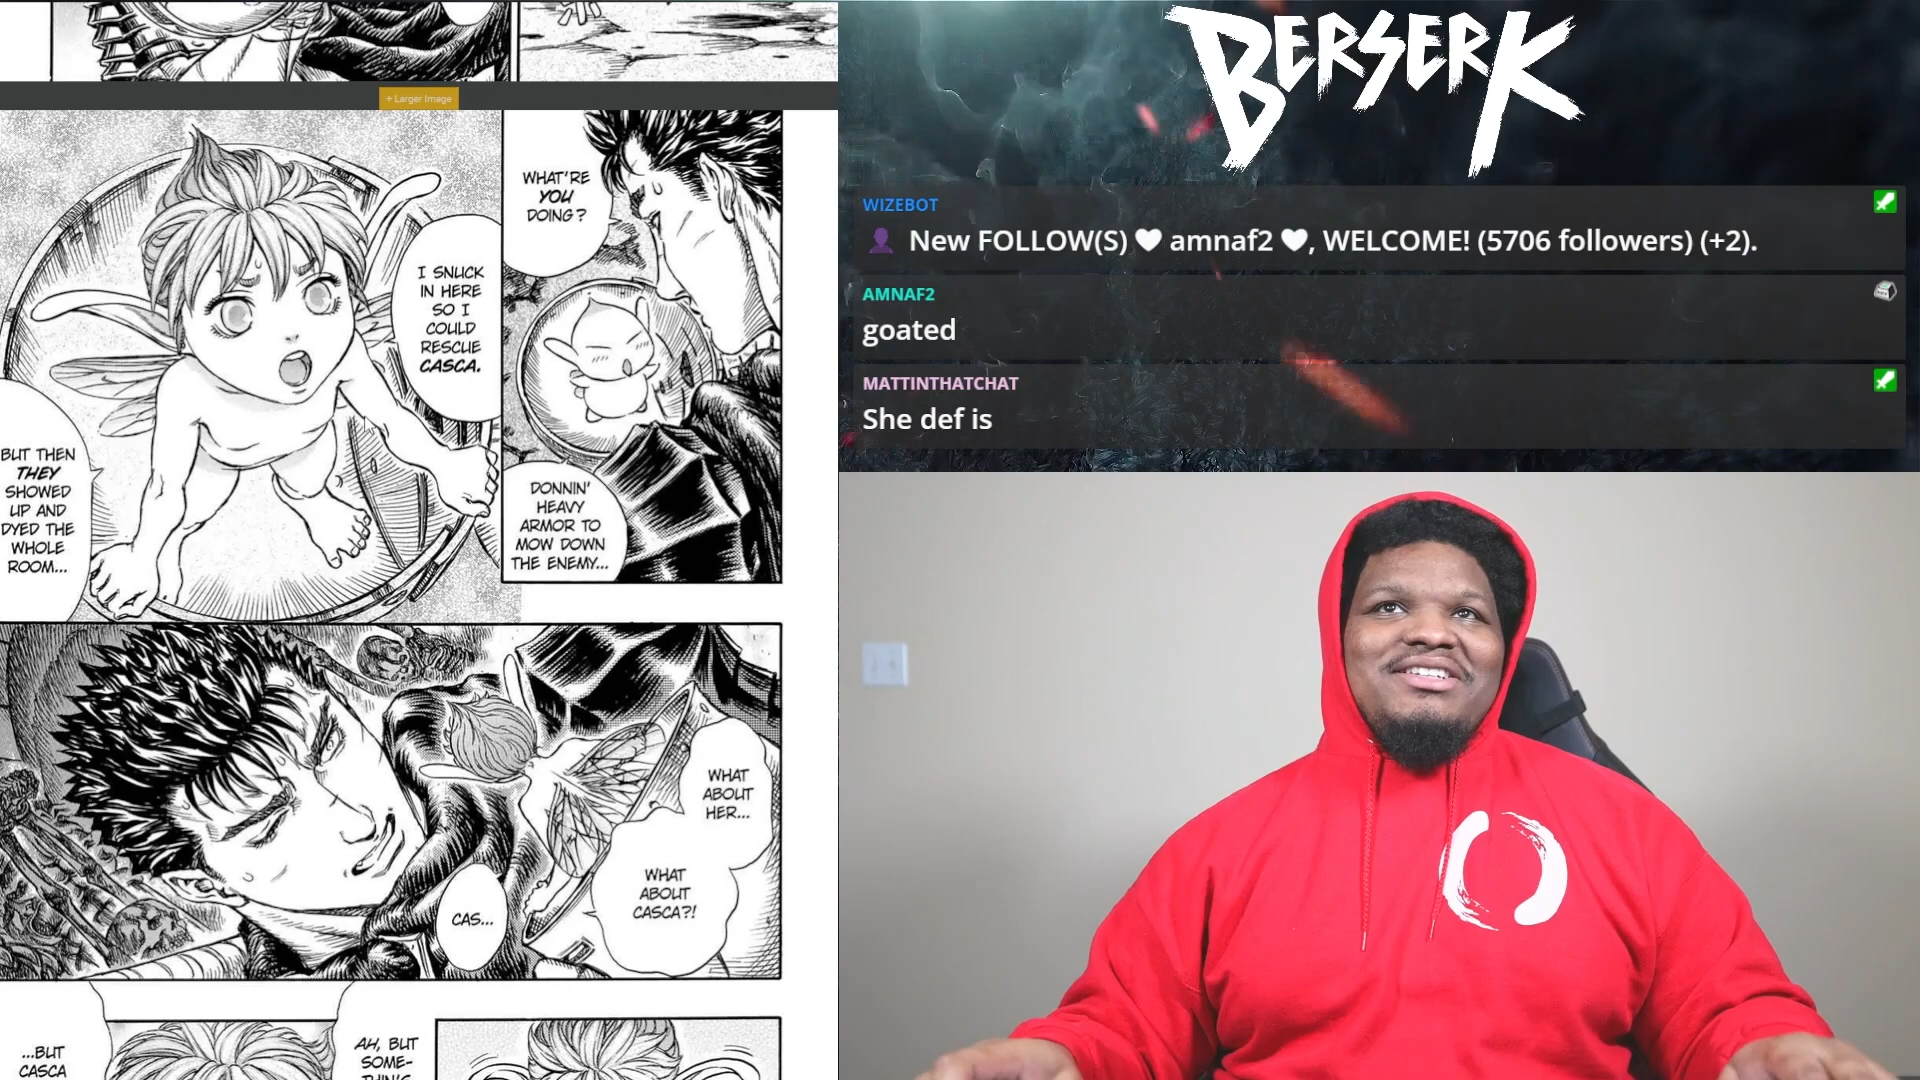 + Larger Image
WHAT'RE
YOU
DOING?
DONNIN'
HEAVY
ARMOR TO
MOW DOWN
THE ENEMY...
I SNUCK
IN HERE
SO I
COULD
RESCUE
CASCA.
BUT THEN
THEY
SHOWED
UP AND
DYED THE
WHOLE
ROOM...
WHAT
ABOUT
HER...
WHAT
ABOUT
CASCA?!
CAS...
AH, BUT
SOME-
THIN'S
...BUT
CASCA
BERSERK
WIZEBOT
New FOLLOW(S) 🤍 amnaf2 🤍, WELCOME! (5706 followers) (+2).
AMNAF2
goated
MATTINTHATCHAT
She def is